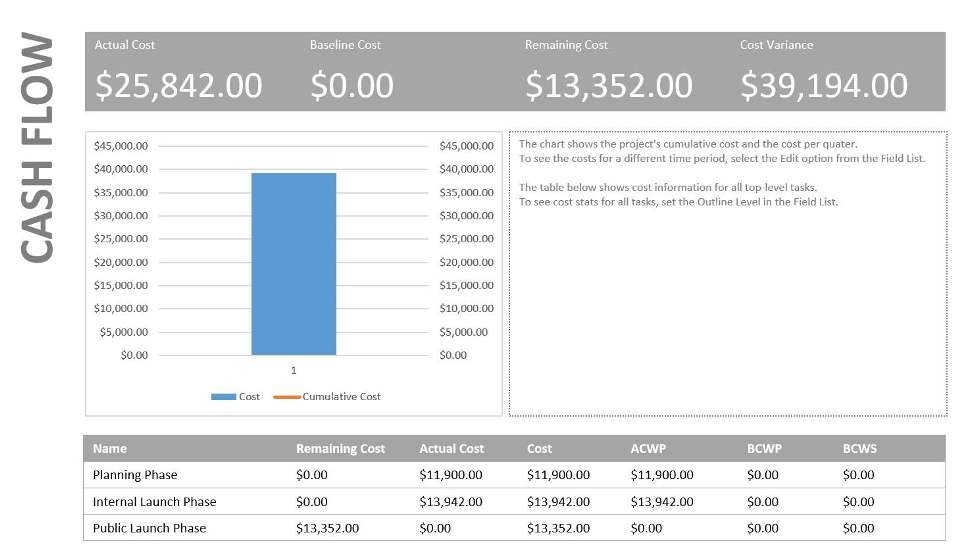 CASH FLOW
Actual Cost Baseline Cost Remaining Cost Cost Variance
$25,842.00 $0.00 $13,352.00 $39,194.00
$45,000.00 $45,000.00
$40,000.00 $40,000.00
$35,000.00 $35,000.00
$30,000.00 $30,000.00
$25,000.00 $25,000.00
$20,000.00 $20,000.00
$15,000.00 $15,000.00
$10,000.00 $10,000.00
$5,000.00 $5,000.00
$0.00 $0.00
1
Cost Cumulative Cost
The chart shows the project's cumulative cost and the cost per quater.
To see the costs for a different time period, select the Edit option from the Field List.
The table below shows cost information for all top-level tasks.
To see cost stats for all tasks, set the Outline Level in the Field List.
Name Remaining Cost Actual Cost Cost ACWP BCWP BCWS
Planning Phase $0.00 $11,900.00 $11,900.00 $11,900.00 $0.00 $0.00
Internal Launch Phase $0.00 $13,942.00 $13,942.00 $13,942.00 $0.00 $0.00
Public Launch Phase $13,352.00 $0.00 $13,352.00 $0.00 $0.00 $0.00